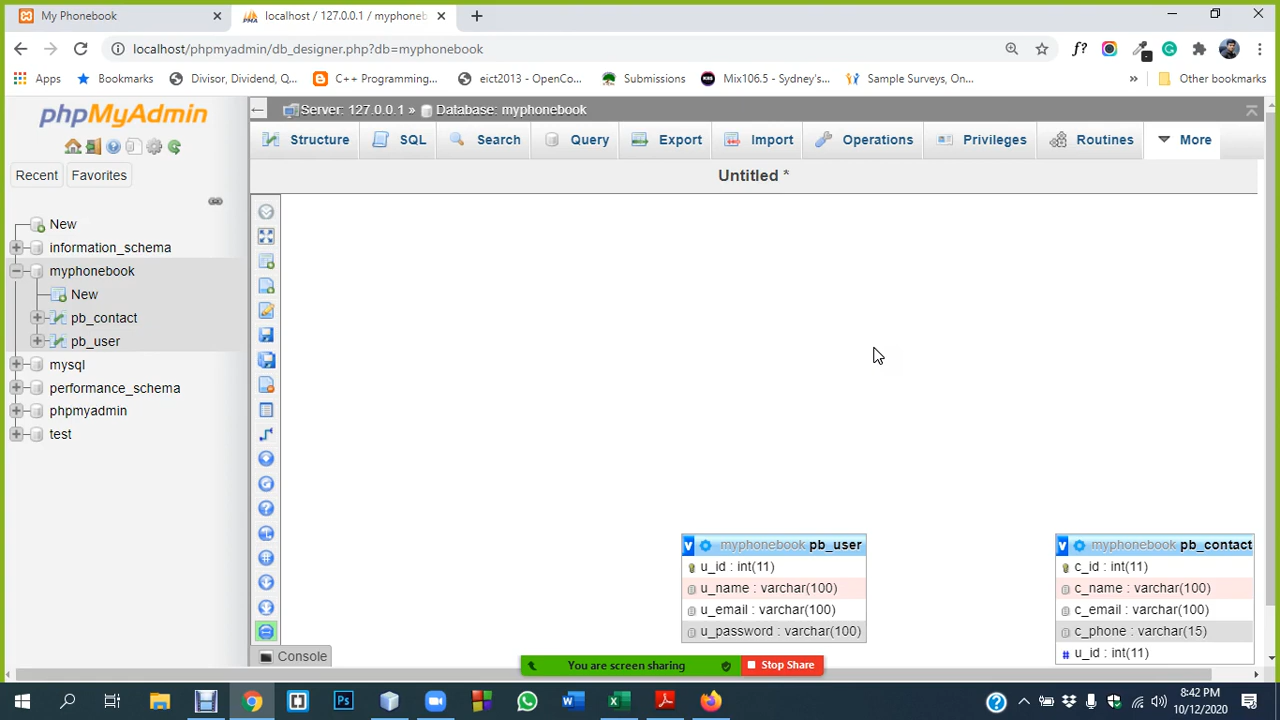 My Phonebook
localhost / 127.0.0.1 / myphoneb
localhost/phpmyadmin/db_designer.php?db=myphonebook
f?
Apps
Bookmarks
Divisor, Dividend, Q...
C++ Programming...
eict2013 - OpenCo...
Submissions
Mix106.5 - Sydney's...
Sample Surveys, On...
»
Other bookmarks
phpMyAdmin
Server: 127.0.0.1 » Database: myphonebook
Structure
SQL
Search
Query
Export
Import
Operations
Privileges
Routines
More
Recent
Favorites
Untitled *
New
information_schema
myphonebook
New
pb_contact
pb_user
mysql
performance_schema
phpmyadmin
test
myphonebook pb_user
u_id : int(11)
u_name : varchar(100)
u_email : varchar(100)
u_password : varchar(100)
myphonebook pb_contact
c_id : int(11)
c_name : varchar(100)
c_email : varchar(100)
c_phone : varchar(15)
u_id : int(11)
Console
You are screen sharing
Stop Share
8:42 PM
10/12/2020